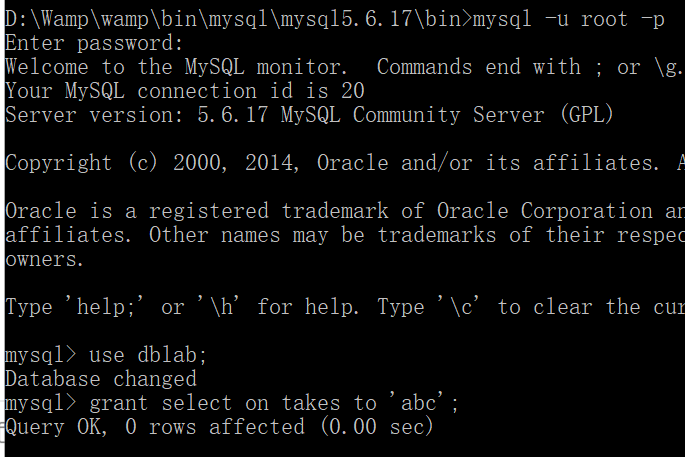 D:\Wamp\wamp\bin\mysql\mysql5.6.17\bin>mysql -u root -p
Enter password:
Welcome to the MySQL monitor.  Commands end with ; or \g.
Your MySQL connection id is 20
Server version: 5.6.17 MySQL Community Server (GPL)
Copyright (c) 2000, 2014, Oracle and/or its affiliates. A
Oracle is a registered trademark of Oracle Corporation an
affiliates. Other names may be trademarks of their respec
owners.
Type 'help;' or '\h' for help. Type '\c' to clear the cur
mysql> use dblab;
Database changed
mysql> grant select on takes to 'abc';
Query OK, 0 rows affected (0.00 sec)